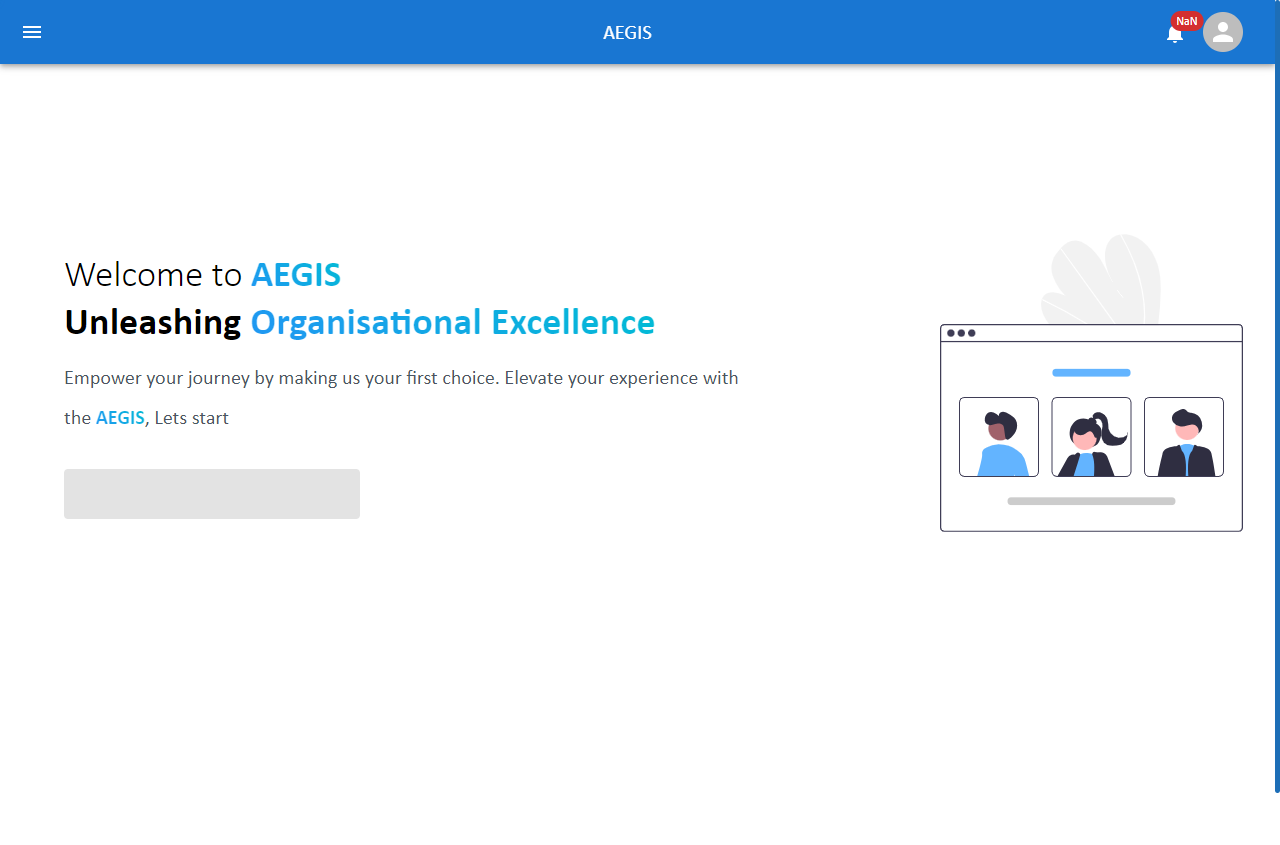 AEGIS
NaN
Welcome to AEGIS
Unleashing Organisational Excellence
Empower your journey by making us your first choice. Elevate your experience with
the AEGIS, Lets start